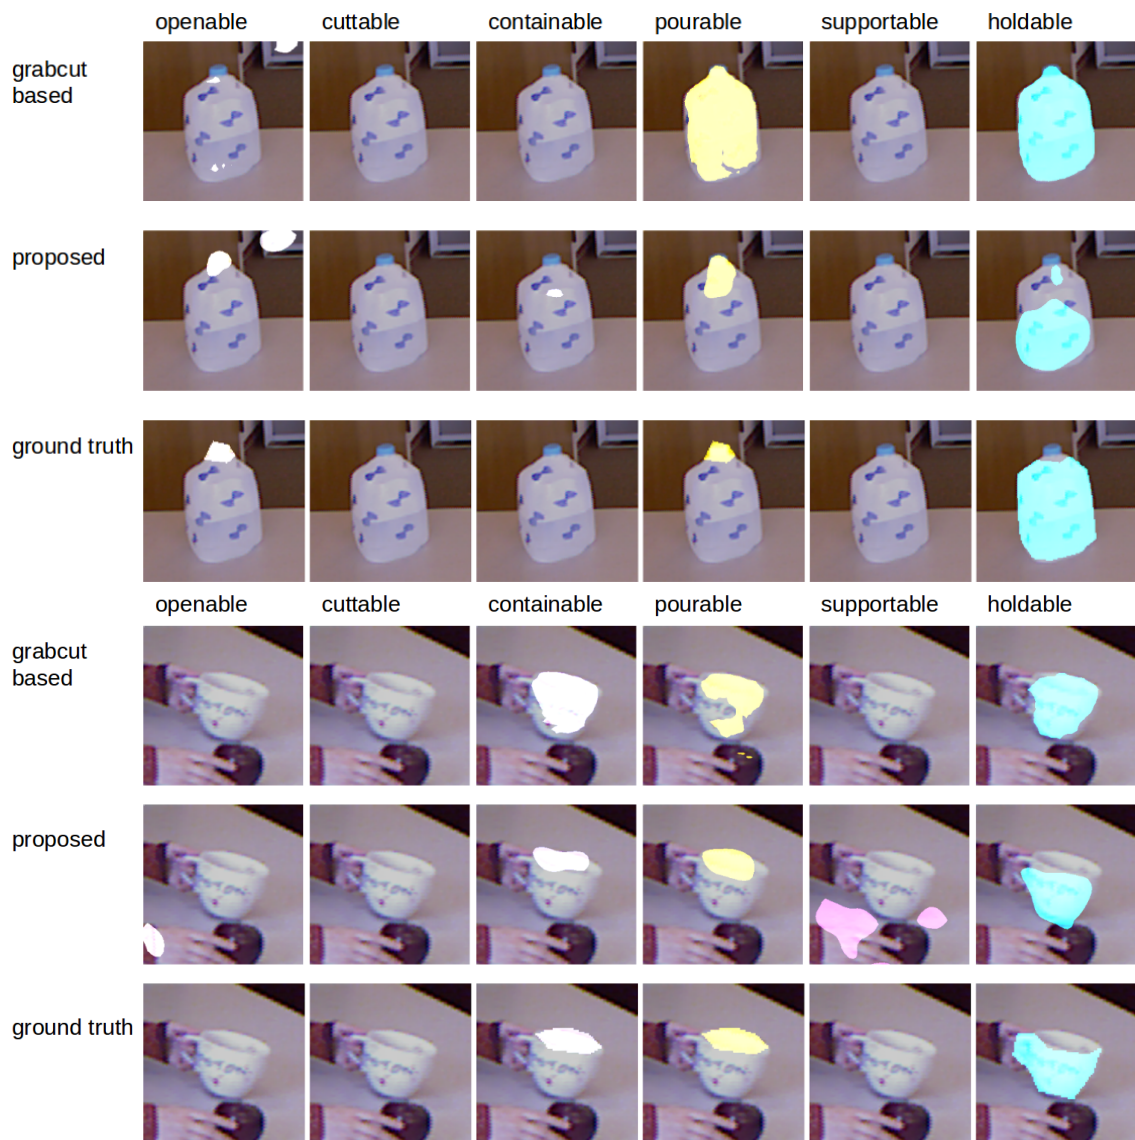 openable cuttable containable pourable supportable holdable
grabcut
based
proposed
ground truth
openable cuttable containable pourable supportable holdable
grabcut
based
proposed
ground truth